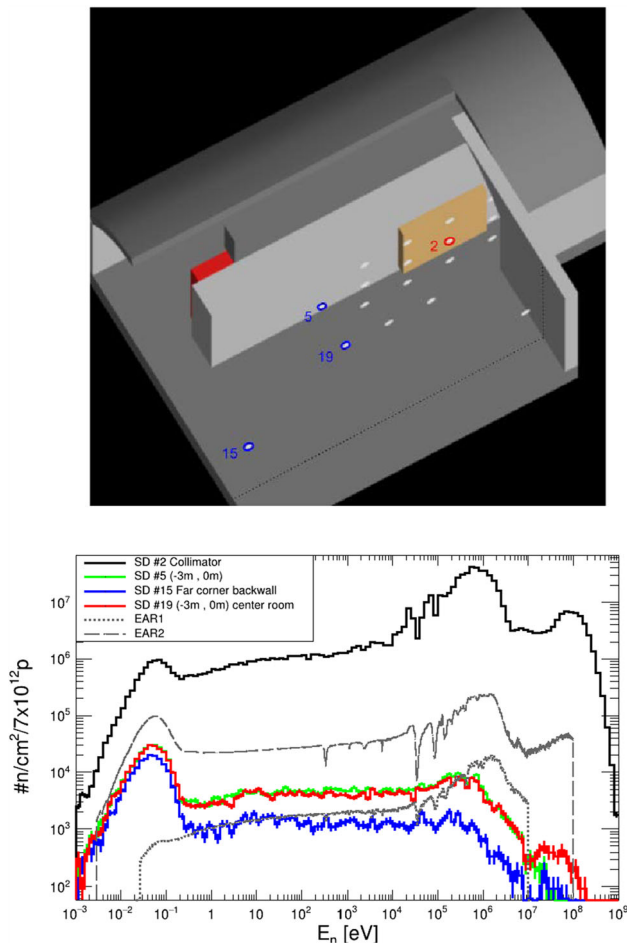 2
5
19
15
SD #2 Collimator
SD #5 (-3m , 0m)
SD #15 Far corner backwall
SD #19 (-3m , 0m) center room
EAR1
EAR2
#n/cm²/7x10¹²p
10⁷
10⁶
10⁵
10⁴
10³
10²
10⁻³ 10⁻² 10⁻¹ 1 10 10² 10³ 10⁴ 10⁵ 10⁶ 10⁷ 10⁸ 10⁹
Eₙ [eV]